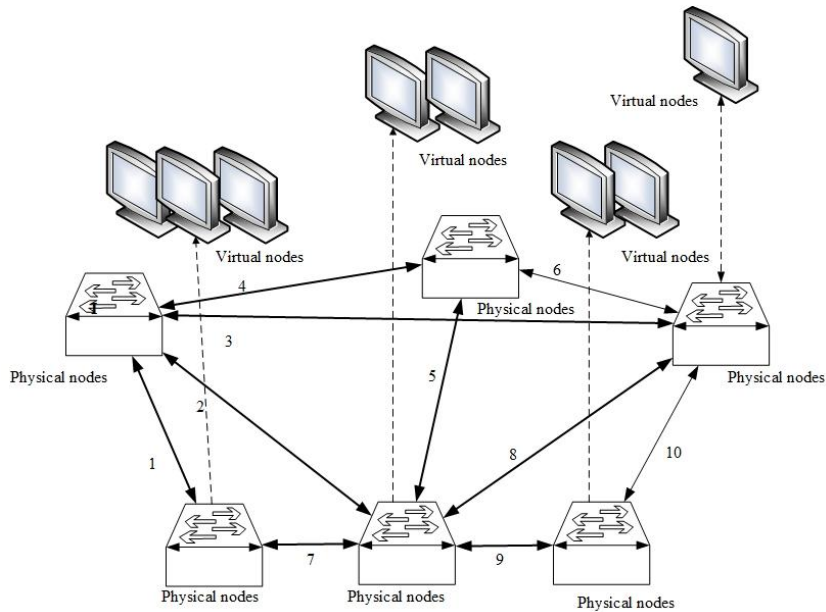 Virtual nodes
Virtual nodes
Virtual nodes
Virtual nodes
4
6
Physical nodes
3
Physical nodes
Physical nodes
5
2
1
8
10
7
9
Physical nodes
Physical nodes
Physical nodes